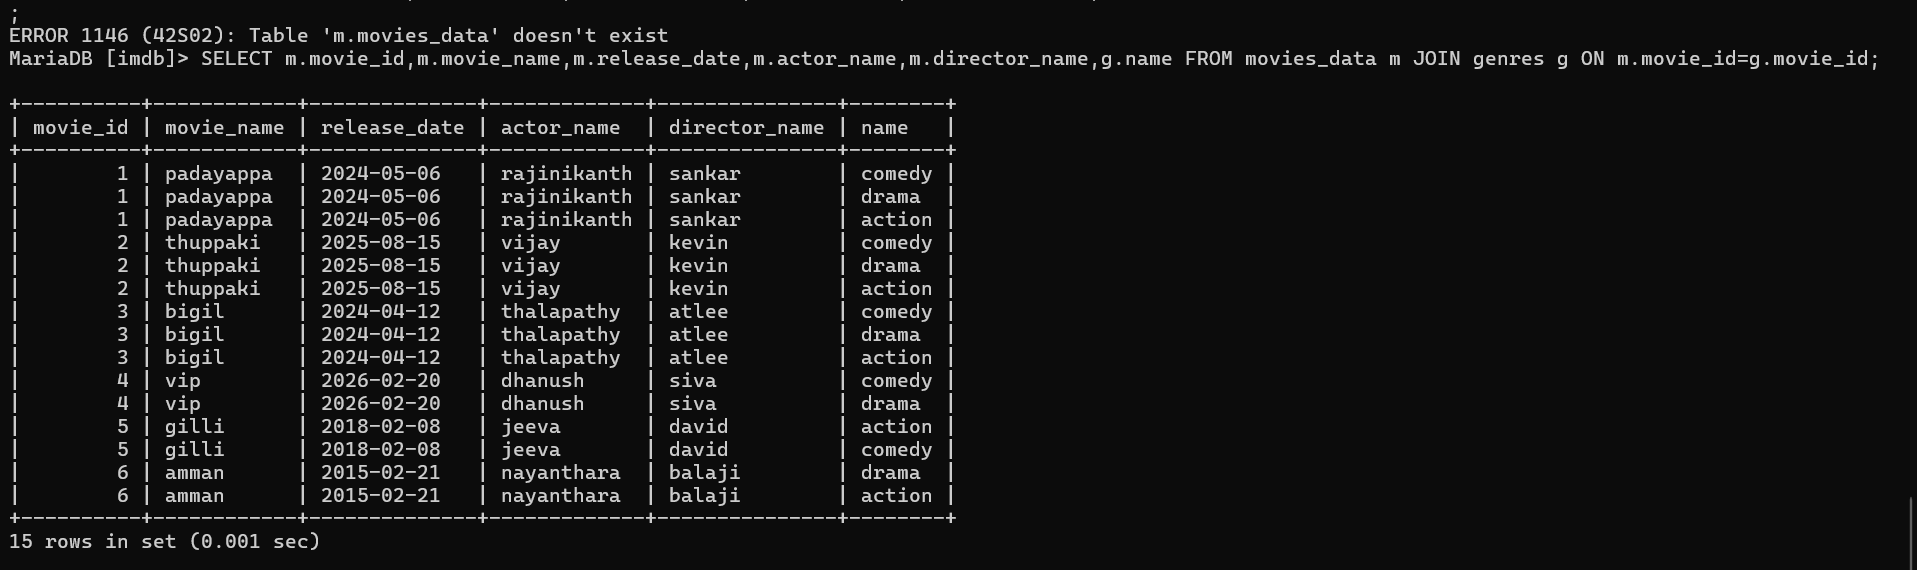 ;
ERROR 1146 (42S02): Table 'm.movies_data' doesn't exist
MariaDB [imdb]> SELECT m.movie_id,m.movie_name,m.release_date,m.actor_name,m.director_name,g.name FROM movies_data m JOIN genres g ON m.movie_id=g.movie_id;
+----------+------------+--------------+-------------+---------------+--------+
| movie_id | movie_name | release_date | actor_name  | director_name | name   |
+----------+------------+--------------+-------------+---------------+--------+
|        1 | padayappa  | 2024-05-06   | rajinikanth | sankar        | comedy |
|        1 | padayappa  | 2024-05-06   | rajinikanth | sankar        | drama  |
|        1 | padayappa  | 2024-05-06   | rajinikanth | sankar        | action |
|        2 | thuppaki   | 2025-08-15   | vijay       | kevin         | comedy |
|        2 | thuppaki   | 2025-08-15   | vijay       | kevin         | drama  |
|        2 | thuppaki   | 2025-08-15   | vijay       | kevin         | action |
|        3 | bigil      | 2024-04-12   | thalapathy  | atlee         | comedy |
|        3 | bigil      | 2024-04-12   | thalapathy  | atlee         | drama  |
|        3 | bigil      | 2024-04-12   | thalapathy  | atlee         | action |
|        4 | vip        | 2026-02-20   | dhanush     | siva          | comedy |
|        4 | vip        | 2026-02-20   | dhanush     | siva          | drama  |
|        5 | gilli      | 2018-02-08   | jeeva       | david         | action |
|        5 | gilli      | 2018-02-08   | jeeva       | david         | comedy |
|        6 | amman      | 2015-02-21   | nayanthara  | balaji        | drama  |
|        6 | amman      | 2015-02-21   | nayanthara  | balaji        | action |
+----------+------------+--------------+-------------+---------------+--------+
15 rows in set (0.001 sec)